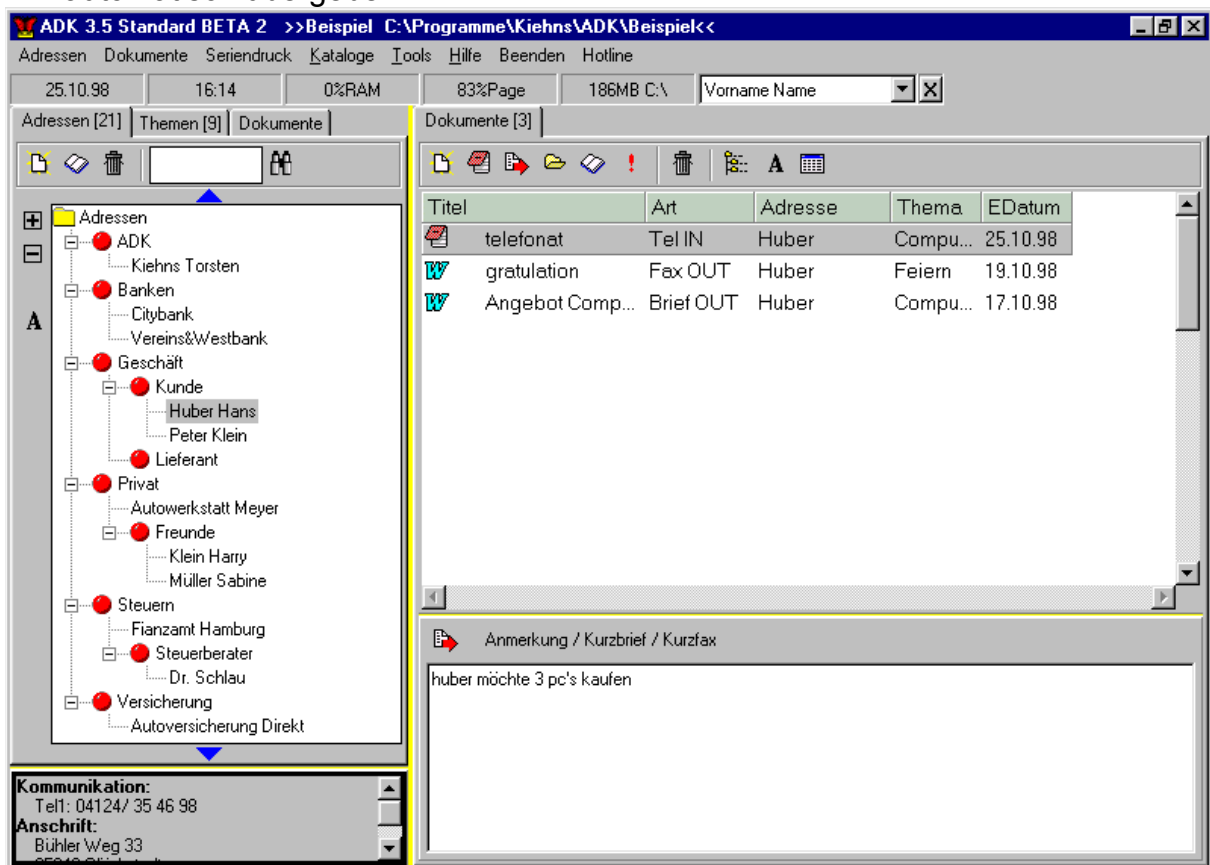 ADK 3.5 Standard BETA 2 >>Beispiel C:\Programme\Kiehns\ADK\Beispiel<<
Adressen Dokumente Seriendruck Kataloge Tools Hilfe Beenden Hotline
25.10.98 16:14 0%RAM 83%Page 186MB C:\ Vorname Name
Adressen [21] Themen [9] Dokumente
Adressen
ADK
Kiehns Torsten
Banken
Citybank
Vereins&Westbank
Geschäft
Kunde
Huber Hans
Peter Klein
Lieferant
Privat
Autowerkstatt Meyer
Freunde
Klein Harry
Müller Sabine
Steuern
Fianzamt Hamburg
Steuerberater
Dr. Schlau
Versicherung
Autoversicherung Direkt
Kommunikation:
Tel1: 04124/ 35 46 98
Anschrift:
Bühler Weg 33
Dokumente [3]
A
Titel Art Adresse Thema EDatum
telefonat Tel IN Huber Compu... 25.10.98
gratulation Fax OUT Huber Feiern 19.10.98
Angebot Comp... Brief OUT Huber Compu... 17.10.98
A
Anmerkung / Kurzbrief / Kurzfax
huber möchte 3 pc's kaufen